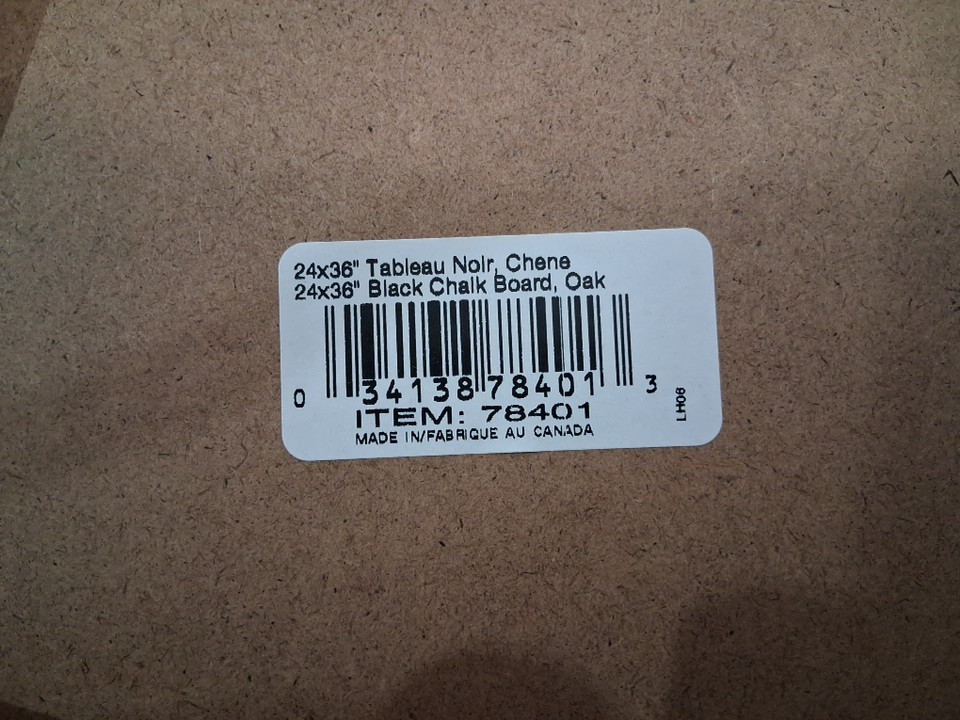 24x36" Tableau Noir, Chene
24x36" Black Chalk Board, Oak
0 34138 78401 3
ITEM: 78401
MADE IN/FABRIQUE AU CANADA
LH06